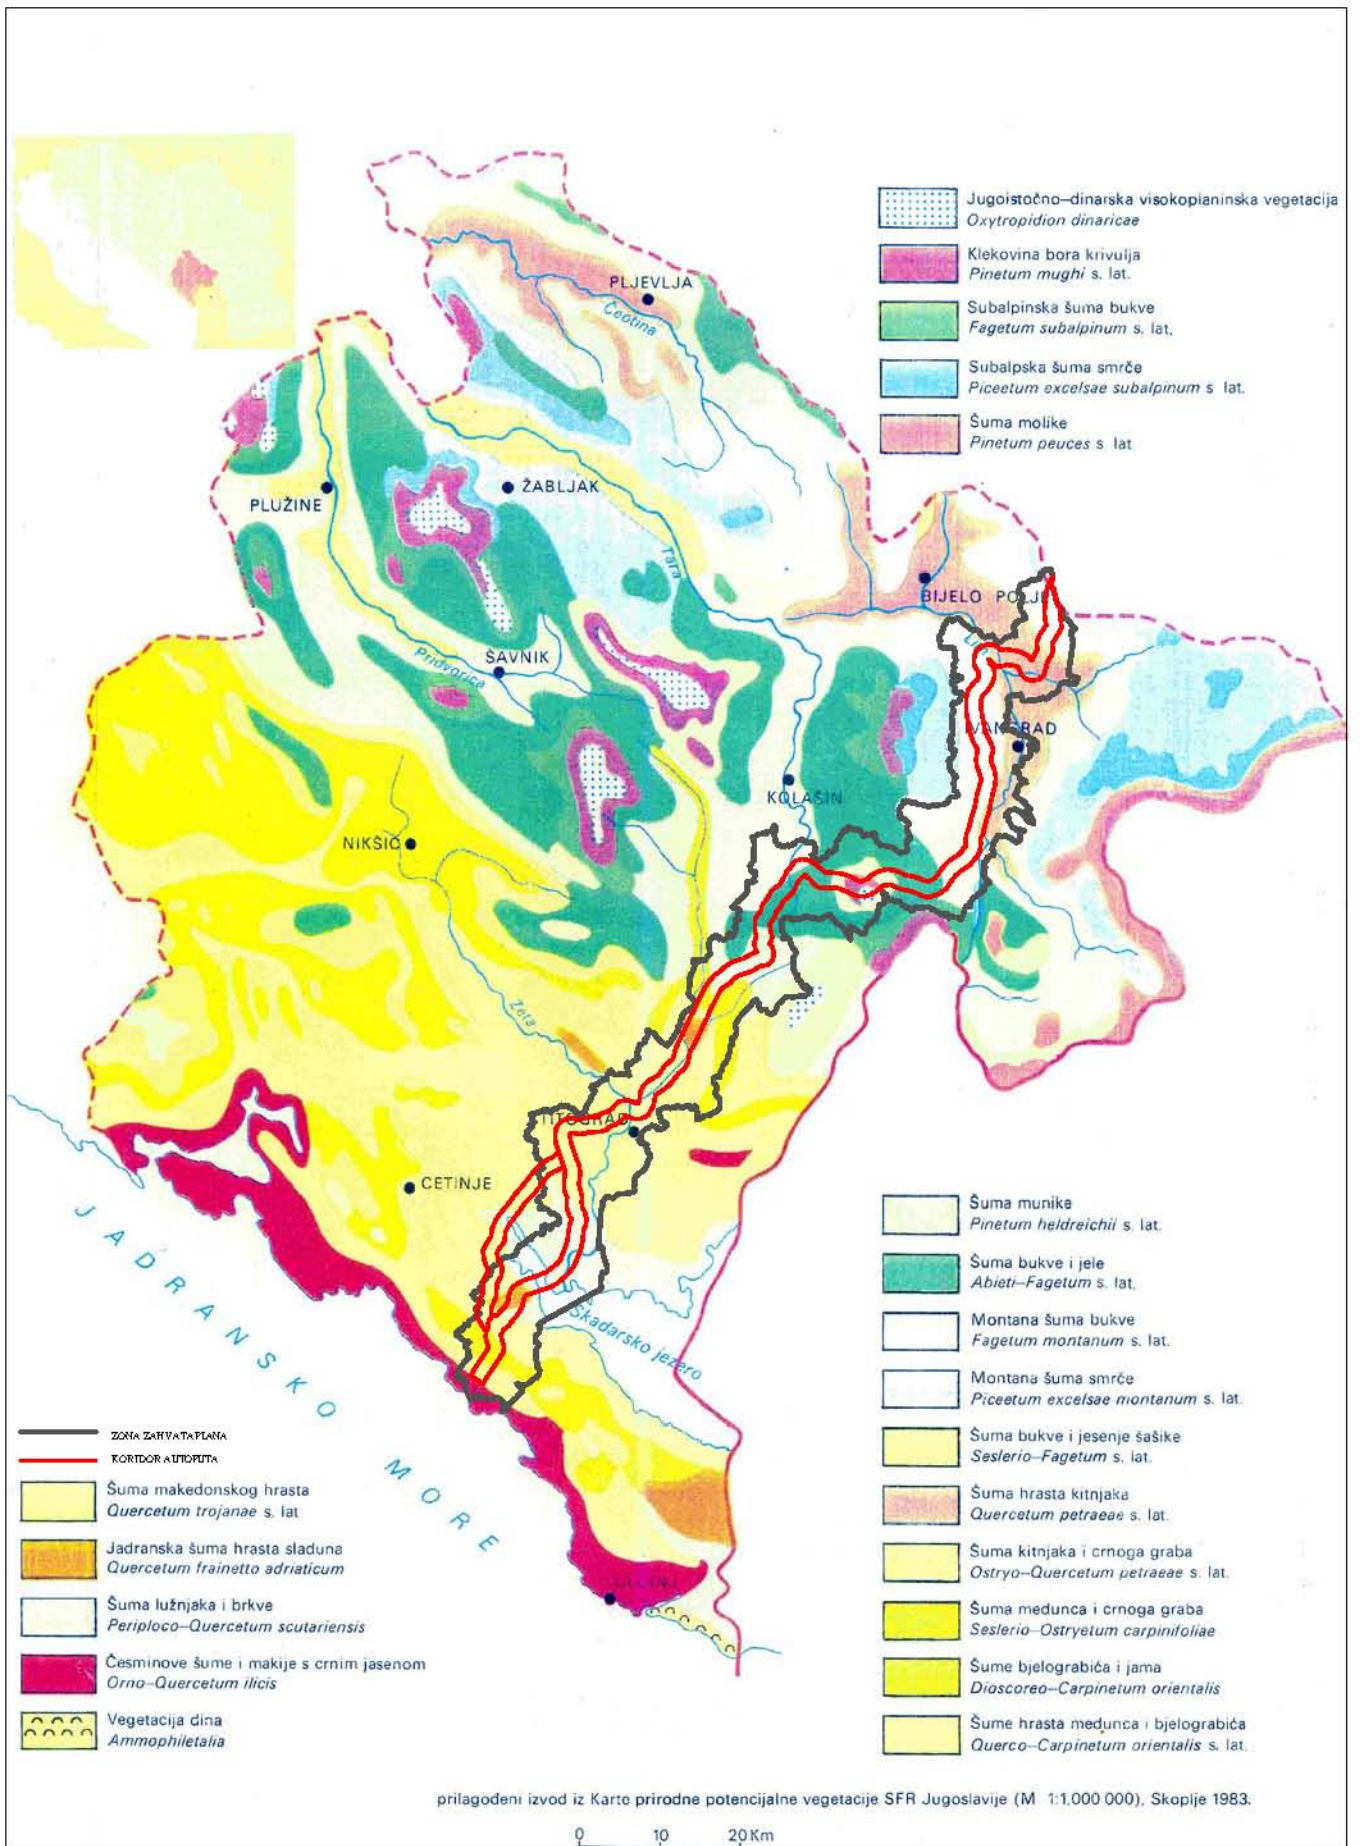 Jugoistočno–dinarska visokoplaninska vegetacija
Oxytropidion dinaricae
Klekovina bora krivulja
Pinetum mughi s. lat.
Subalpinska šuma bukve
Fagetum subalpinum s. lat.
Subalpska šuma smrče
Piceetum excelsae subalpinum s lat.
Šuma molike
Pinetum peuces s lat
PLJEVLJA
Ćeotina
ŽABLJAK
PLUŽINE
Tara
BIJELO POLJE
Pridvorica
ŠAVNIK
IVANGRAD
KOLAŠIN
NIKŠIĆ
Zeta
TITOGRAD
CETINJE
JADRANSKO MORE
Skadarsko jezero
ULCINJ
Šuma munike
Pinetum heldreichii s. lat.
Šuma bukve i jele
Abieti–Fagetum s. lat.
Montana šuma bukve
Fagetum montanum s. lat.
Montana šuma smrče
Piceetum excelsae montanum s. lat.
Šuma bukve i jesenje šašike
Seslerio–Fagetum s. lat.
Šuma hrasta kitnjaka
Quercetum petraeae s. lat.
Šuma kitnjaka i crnoga graba
Ostryo–Quercetum petraeae s. lat.
Šuma medunca i crnoga graba
Seslerio–Ostryetum carpinifoliae
Šume bjelograbića i jama
Dioscoreo–Carpinetum orientalis
Šume hrasta medunca i bjelograbića
Querco–Carpinetum orientalis s. lat.
ZONA ZAHVATA PLANA
KORIDOR AUTOPUTA
Šuma makedonskog hrasta
Quercetum trojanae s. lat
Jadranska šuma hrasta sladuna
Quercetum frainetto adriaticum
Šuma lužnjaka i brkve
Periploco–Quercetum scutariensis
Česminove šume i makije s crnim jasenom
Orno–Quercetum ilicis
Vegetacija dina
Ammophiletalia
prilagođeni izvod iz Karte prirodne potencijalne vegetacije SFR Jugoslavije (M 1:1,000 000), Skoplje 1983.
0 10 20 Km